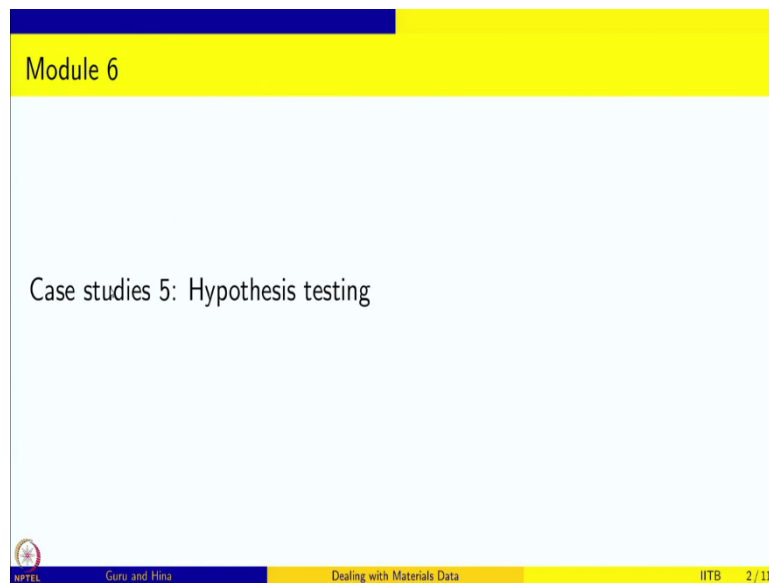 Module 6
Case studies 5: Hypothesis testing
NPTEL
Guru and Hina
Dealing with Materials Data
IITB
2 / 11